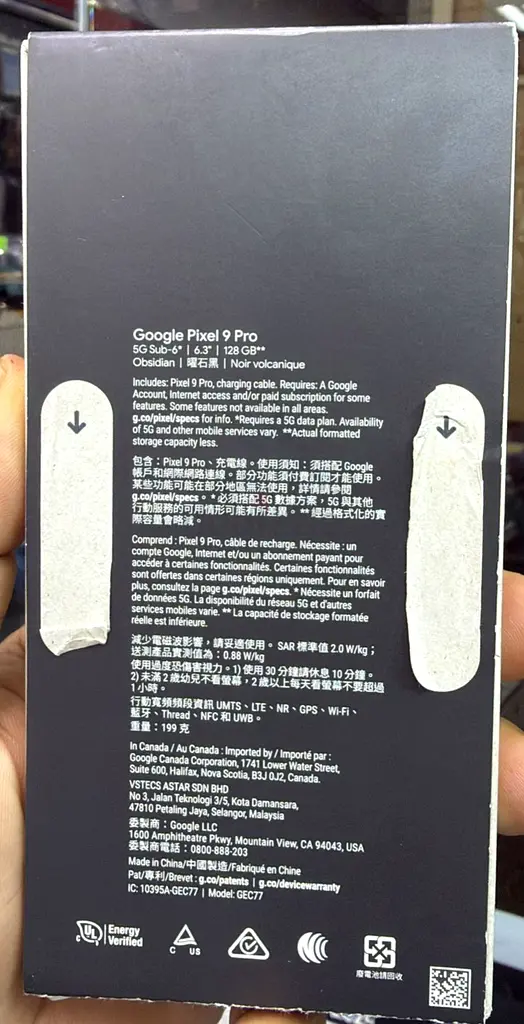 Google Pixel 9 Pro
5G Sub-6* | 6.3" | 128 GB**
Obsidian | 曜石黑 | Noir volcanique
Includes: Pixel 9 Pro, charging cable. Requires: A Google
Account, Internet access and/or paid subscription for some
features. Some features not available in all areas.
g.co/pixel/specs for info. *Requires a 5G data plan. Availability
of 5G and other mobile services vary. **Actual formatted
storage capacity less.
包含：Pixel 9 Pro、充電線。使用須知：須搭配 Google
帳戶和網際網路連線。部分功能須付費訂閱才能使用。
某些功能可能在部分地區無法使用，詳情請參閱
g.co/pixel/specs。* 必須搭配 5G 數據方案，5G 與其他
行動服務的可用情形可能有所差異。** 經過格式化的實
際容量會略減。
Comprend : Pixel 9 Pro, câble de recharge. Nécessite : un
compte Google, Internet et/ou un abonnement payant pour
accéder à certaines fonctionnalités. Certaines fonctionnalités
sont offertes dans certaines régions uniquement. Pour en savoir
plus, consultez la page g.co/pixel/specs. * Nécessite un forfait
de données 5G. La disponibilité du réseau 5G et d'autres
services mobiles varie. ** La capacité de stockage formatée
réelle est inférieure.
減少電磁波影響，請妥適使用。 SAR 標準值 2.0 W/kg；
送測產品實測值為：0.88 W/kg
使用過度恐傷害視力。1) 使用 30 分鐘請休息 10 分鐘。
2) 未滿 2 歲幼兒不看螢幕，2 歲以上每天看螢幕不要超過
1 小時。
行動寬頻頻段資訊 UMTS、LTE、NR、GPS、Wi-Fi、
藍牙、Thread、NFC 和 UWB。
重量：199 克
In Canada / Au Canada : Imported by / Importé par :
Google Canada Corporation, 1741 Lower Water Street,
Suite 600, Halifax, Nova Scotia, B3J 0J2, Canada.
VSTECS ASTAR SDN BHD
No 3, Jalan Teknologi 3/5, Kota Damansara,
47810 Petaling Jaya, Selangor, Malaysia
委製商：Google LLC
1600 Amphitheatre Pkwy, Mountain View, CA 94043, USA
委製商電話：0800-888-203
Made in China/中國製造/Fabriqué en Chine
Pat/專利/Brevet : g.co/patents | g.co/devicewarranty
IC: 10395A-GEC77 | Model: GEC77
C UL US Energy
Verified
C US
廢電池請回收